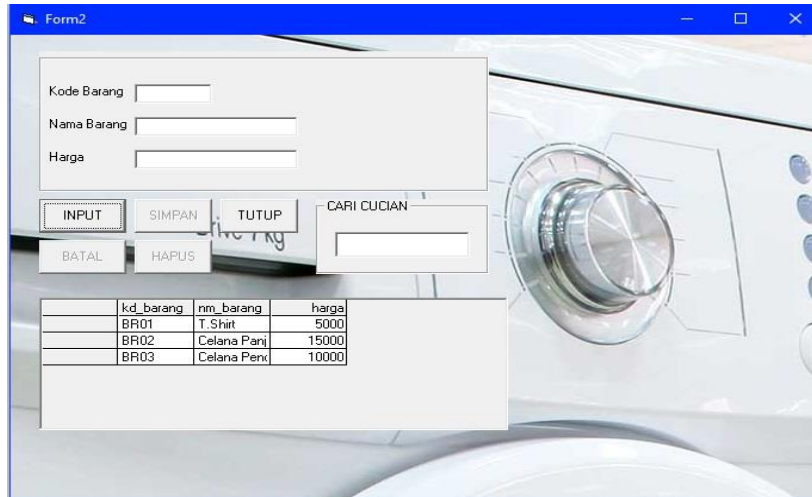 Form2
Kode Barang
Nama Barang
Harga
INPUT SIMPAN TUTUP
CARI CUCIAN
BATAL HAPUS
kd_barang nm_barang harga
BR01 T.Shirt 5000
BR02 Celana Panj 15000
BR03 Celana Pend 10000